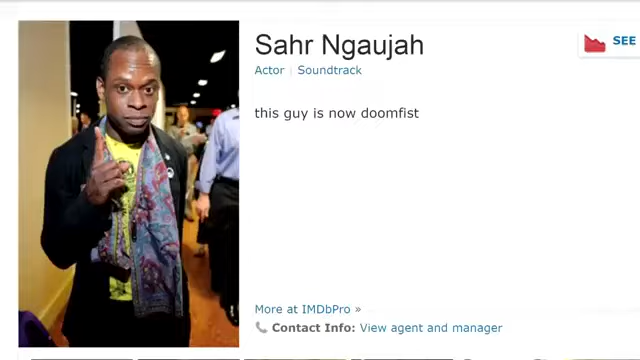 Sahr Ngaujah
SEE
Actor | Soundtrack
this guy is now doomfist
More at IMDbPro »
Contact Info: View agent and manager